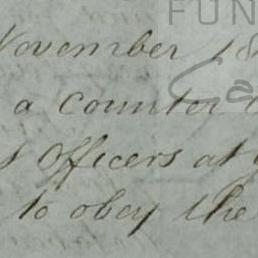 FUN
November 18
a counter
Officers at
to obey the